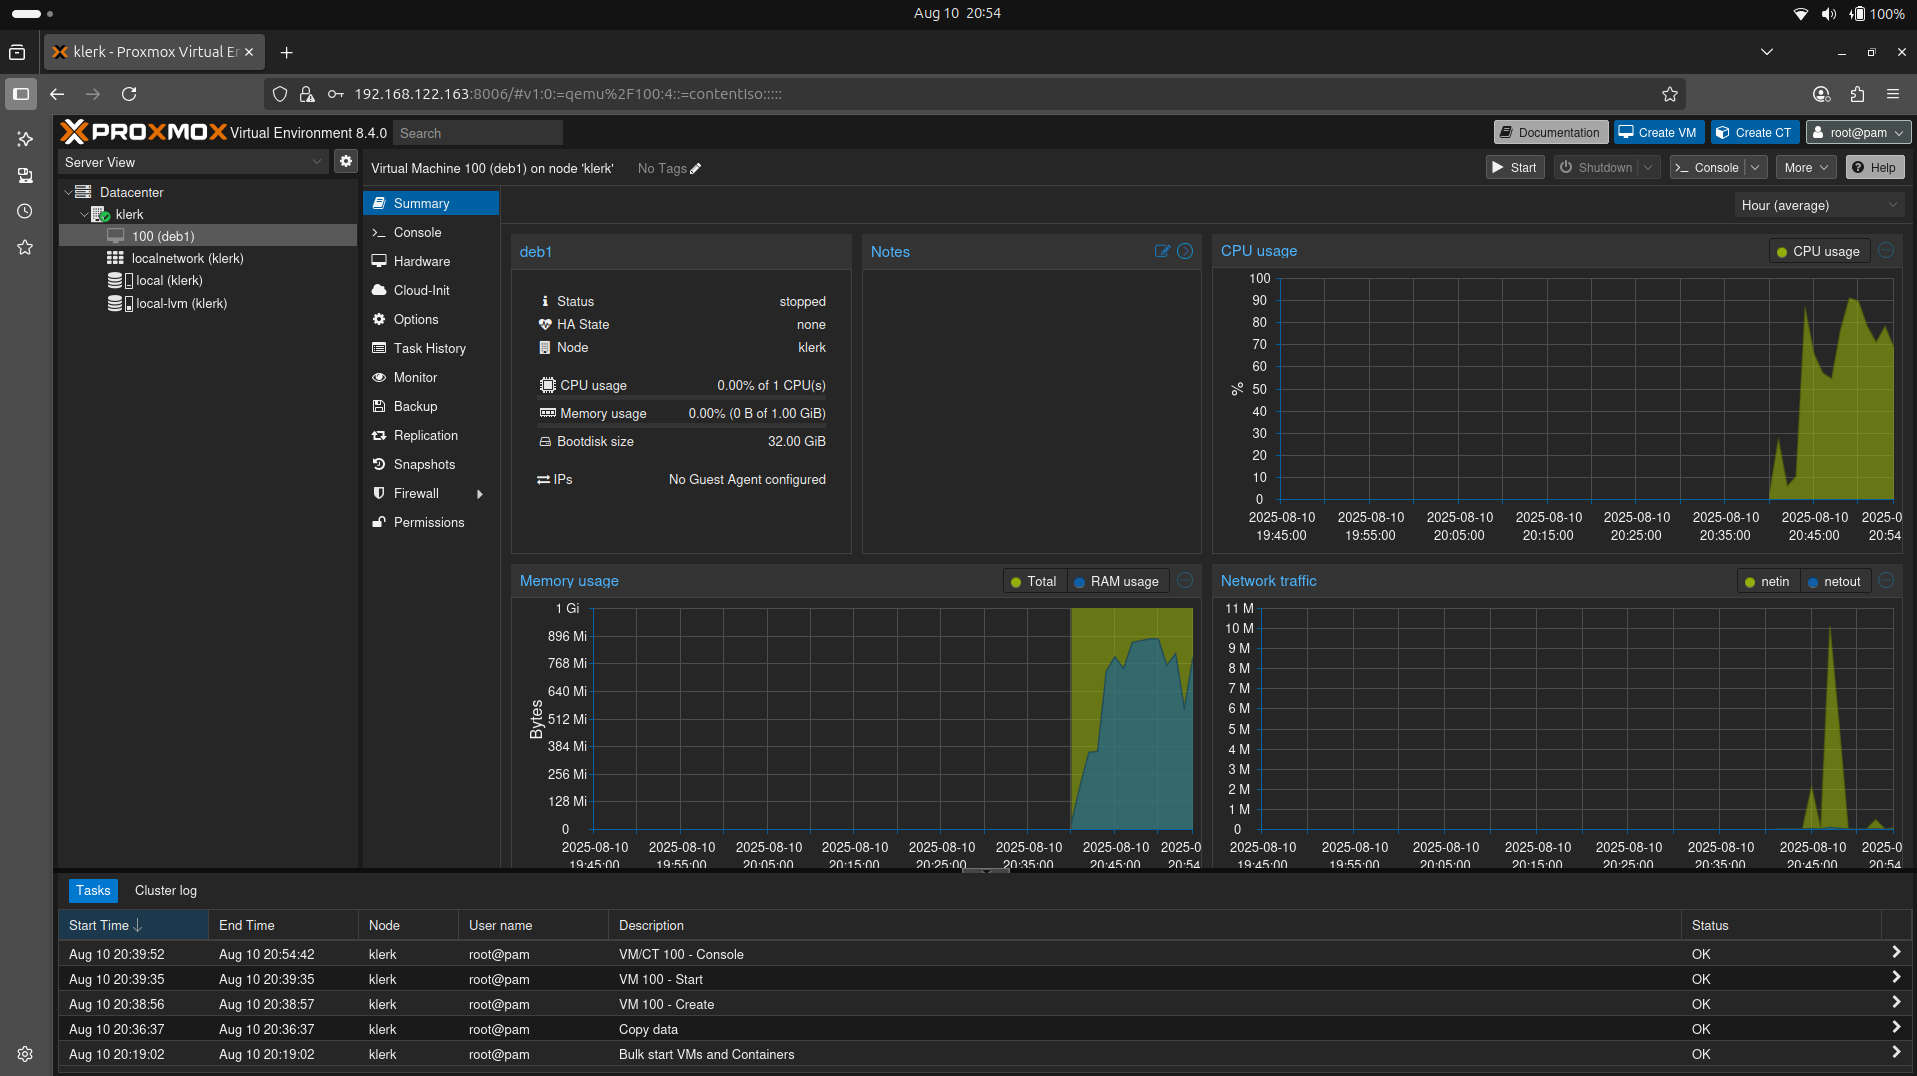 Aug 10 20:54
100%
klerk - Proxmox Virtual En
192.168.122.163:8006/#v1:0:=qemu%2F100:4::=contentIso:::::
PROXMOX Virtual Environment 8.4.0
Search
Documentation
Create VM
Create CT
root@pam
Server View
Virtual Machine 100 (deb1) on node 'klerk'
No Tags
Start
Shutdown
Console
More
Help
Datacenter
klerk
100 (deb1)
localnetwork (klerk)
local (klerk)
local-lvm (klerk)
Summary
Console
Hardware
Cloud-Init
Options
Task History
Monitor
Backup
Replication
Snapshots
Firewall
Permissions
Hour (average)
deb1
Status stopped
HA State none
Node klerk
CPU usage 0.00% of 1 CPU(s)
Memory usage 0.00% (0 B of 1.00 GiB)
Bootdisk size 32.00 GiB
IPs No Guest Agent configured
Notes
CPU usage
CPU usage
100
90
80
70
60
50
40
30
20
10
0
%
2025-08-10 2025-08-10 2025-08-10 2025-08-10 2025-08-10 2025-08-10 2025-08-10 2025-0
19:45:00 19:55:00 20:05:00 20:15:00 20:25:00 20:35:00 20:45:00 20:54
Memory usage
Total
RAM usage
1 Gi
896 Mi
768 Mi
640 Mi
512 Mi
384 Mi
256 Mi
128 Mi
0
Bytes
2025-08-10 2025-08-10 2025-08-10 2025-08-10 2025-08-10 2025-08-10 2025-08-10 2025-0
19:45:00 19:55:00 20:05:00 20:15:00 20:25:00 20:35:00 20:45:00 20:54
Network traffic
netin
netout
11 M
10 M
9 M
8 M
7 M
6 M
5 M
4 M
3 M
2 M
1 M
0
2025-08-10 2025-08-10 2025-08-10 2025-08-10 2025-08-10 2025-08-10 2025-08-10 2025-0
19:45:00 19:55:00 20:05:00 20:15:00 20:25:00 20:35:00 20:45:00 20:54
Tasks
Cluster log
Start Time End Time Node User name Description Status
Aug 10 20:39:52 Aug 10 20:54:42 klerk root@pam VM/CT 100 - Console OK
Aug 10 20:39:35 Aug 10 20:39:35 klerk root@pam VM 100 - Start OK
Aug 10 20:38:56 Aug 10 20:38:57 klerk root@pam VM 100 - Create OK
Aug 10 20:36:37 Aug 10 20:36:37 klerk root@pam Copy data OK
Aug 10 20:19:02 Aug 10 20:19:02 klerk root@pam Bulk start VMs and Containers OK